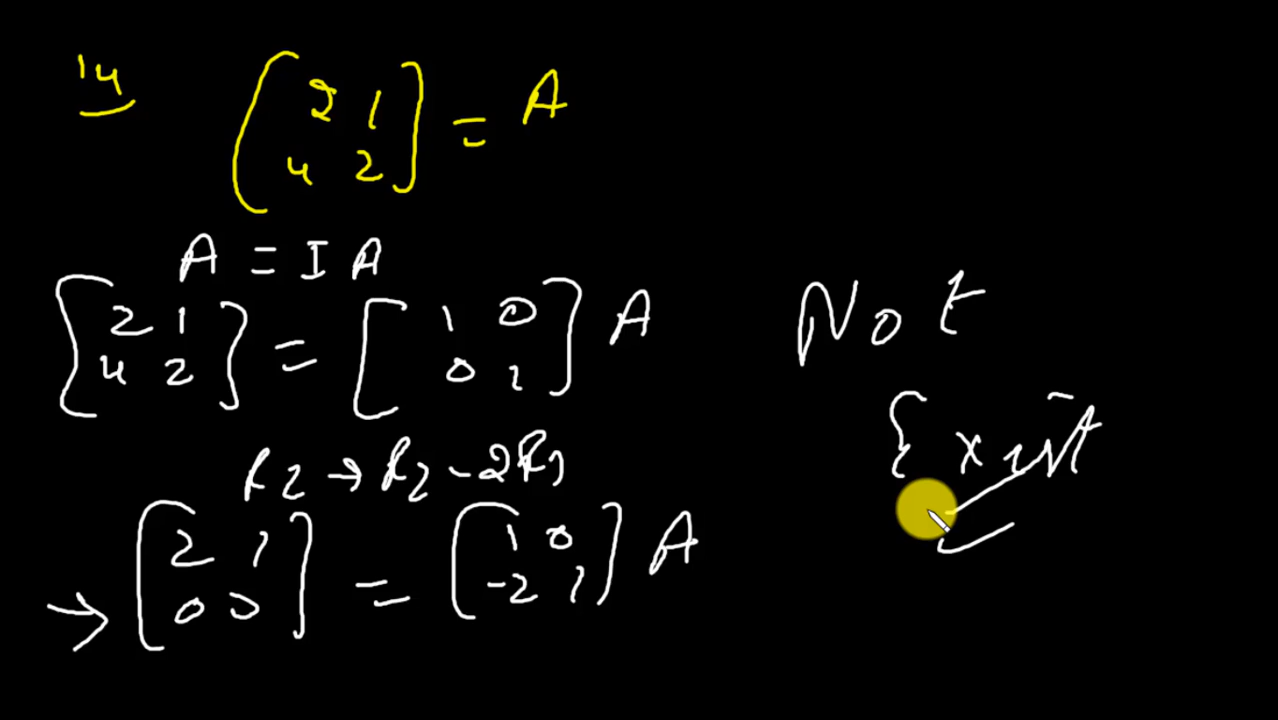 14
[2 1
4 2] = A
A = I A
[2 1
4 2] = [1 0
0 1] A
R2 → R2 - 2R1
→ [2 1
0 0] = [1 0
-2 1] A
Not
Exist